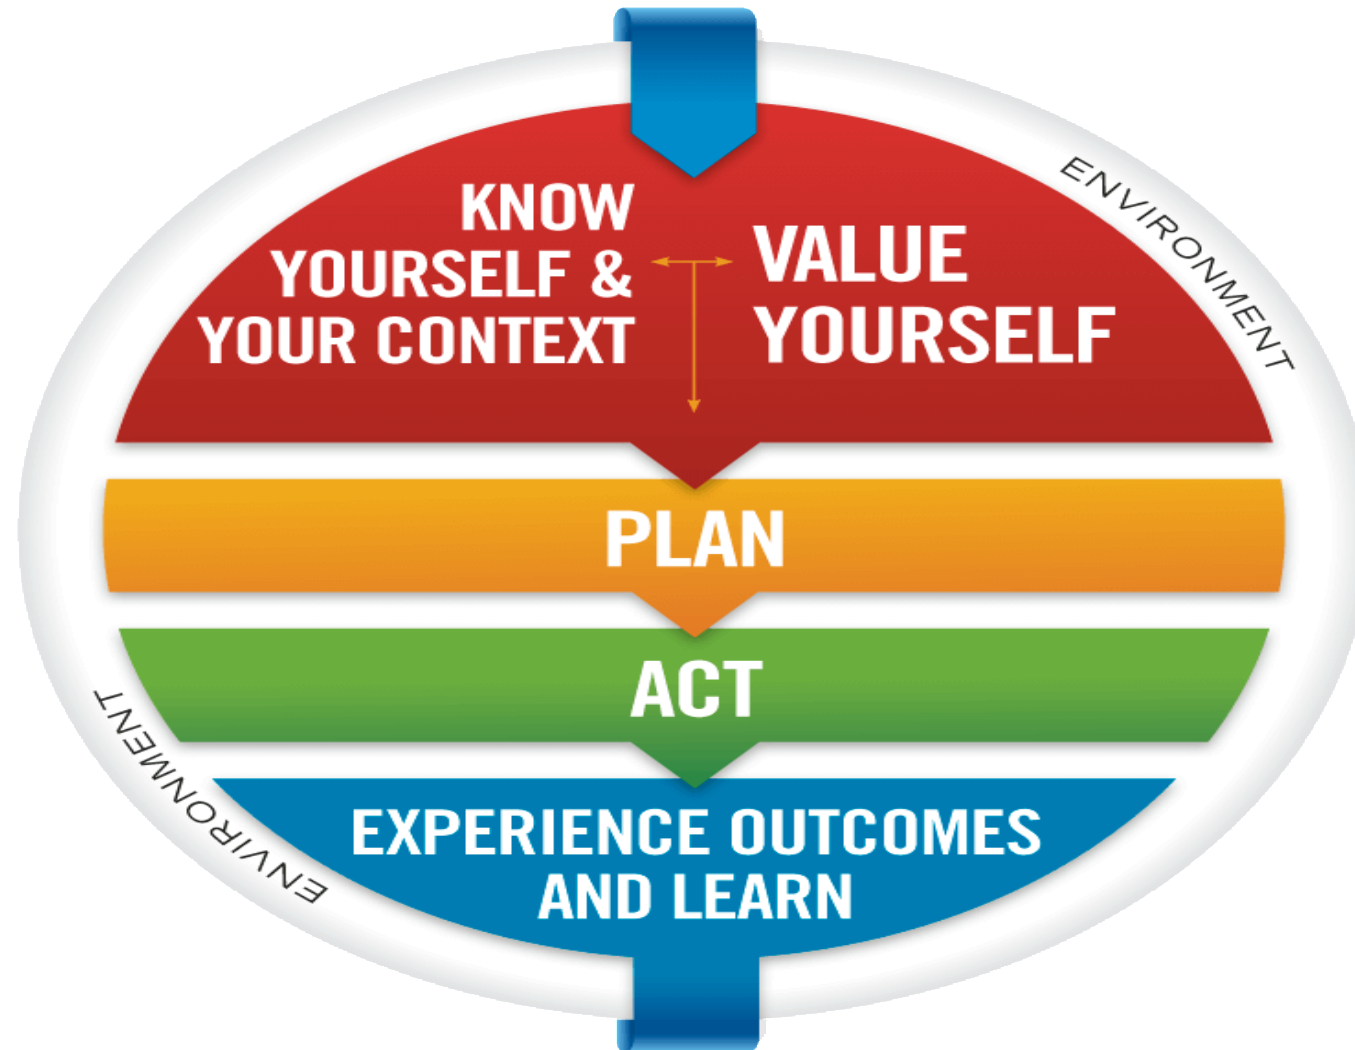 KNOW
YOURSELF &
YOUR CONTEXT
VALUE
YOURSELF
ENVIRONMENT
PLAN
ACT
EXPERIENCE OUTCOMES
AND LEARN
ENVIRONMENT